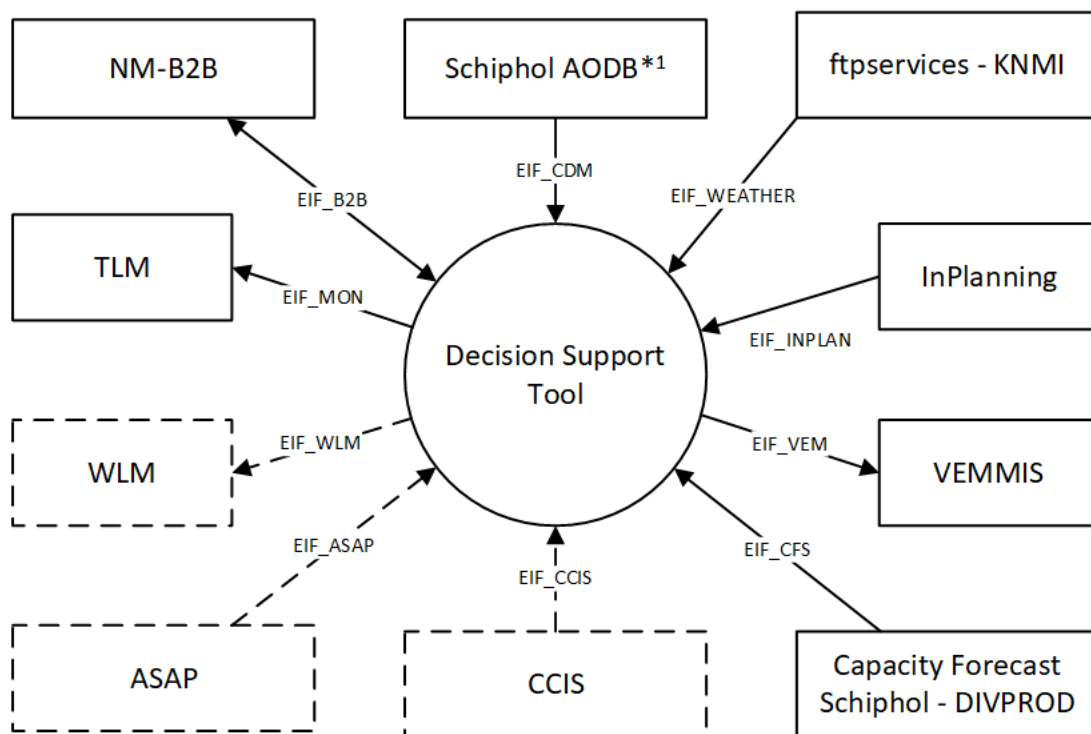 NM-B2B
Schiphol AODB*1
ftpservices - KNMI
EIF_CDM
EIF_B2B
EIF_WEATHER
TLM
EIF_MON
InPlanning
EIF_INPLAN
Decision Support
Tool
WLM
EIF_WLM
EIF_VEM
VEMMIS
EIF_ASAP
EIF_CCIS
EIF_CFS
ASAP
CCIS
Capacity Forecast
Schiphol - DIVPROD